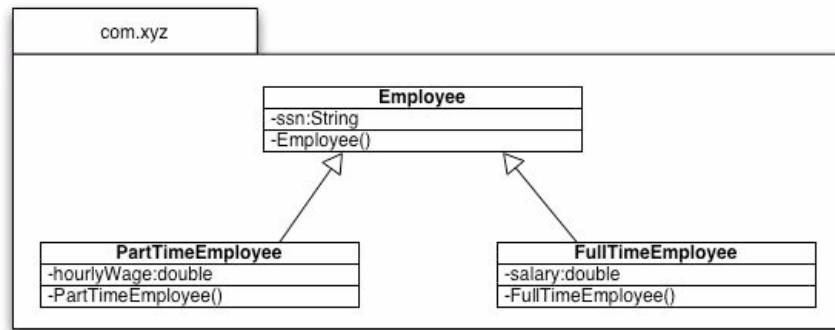 com.xyz
Employee
-ssn:String
-Employee()
PartTimeEmployee
-hourlyWage:double
-PartTimeEmployee()
FullTimeEmployee
-salary:double
-FullTimeEmployee()